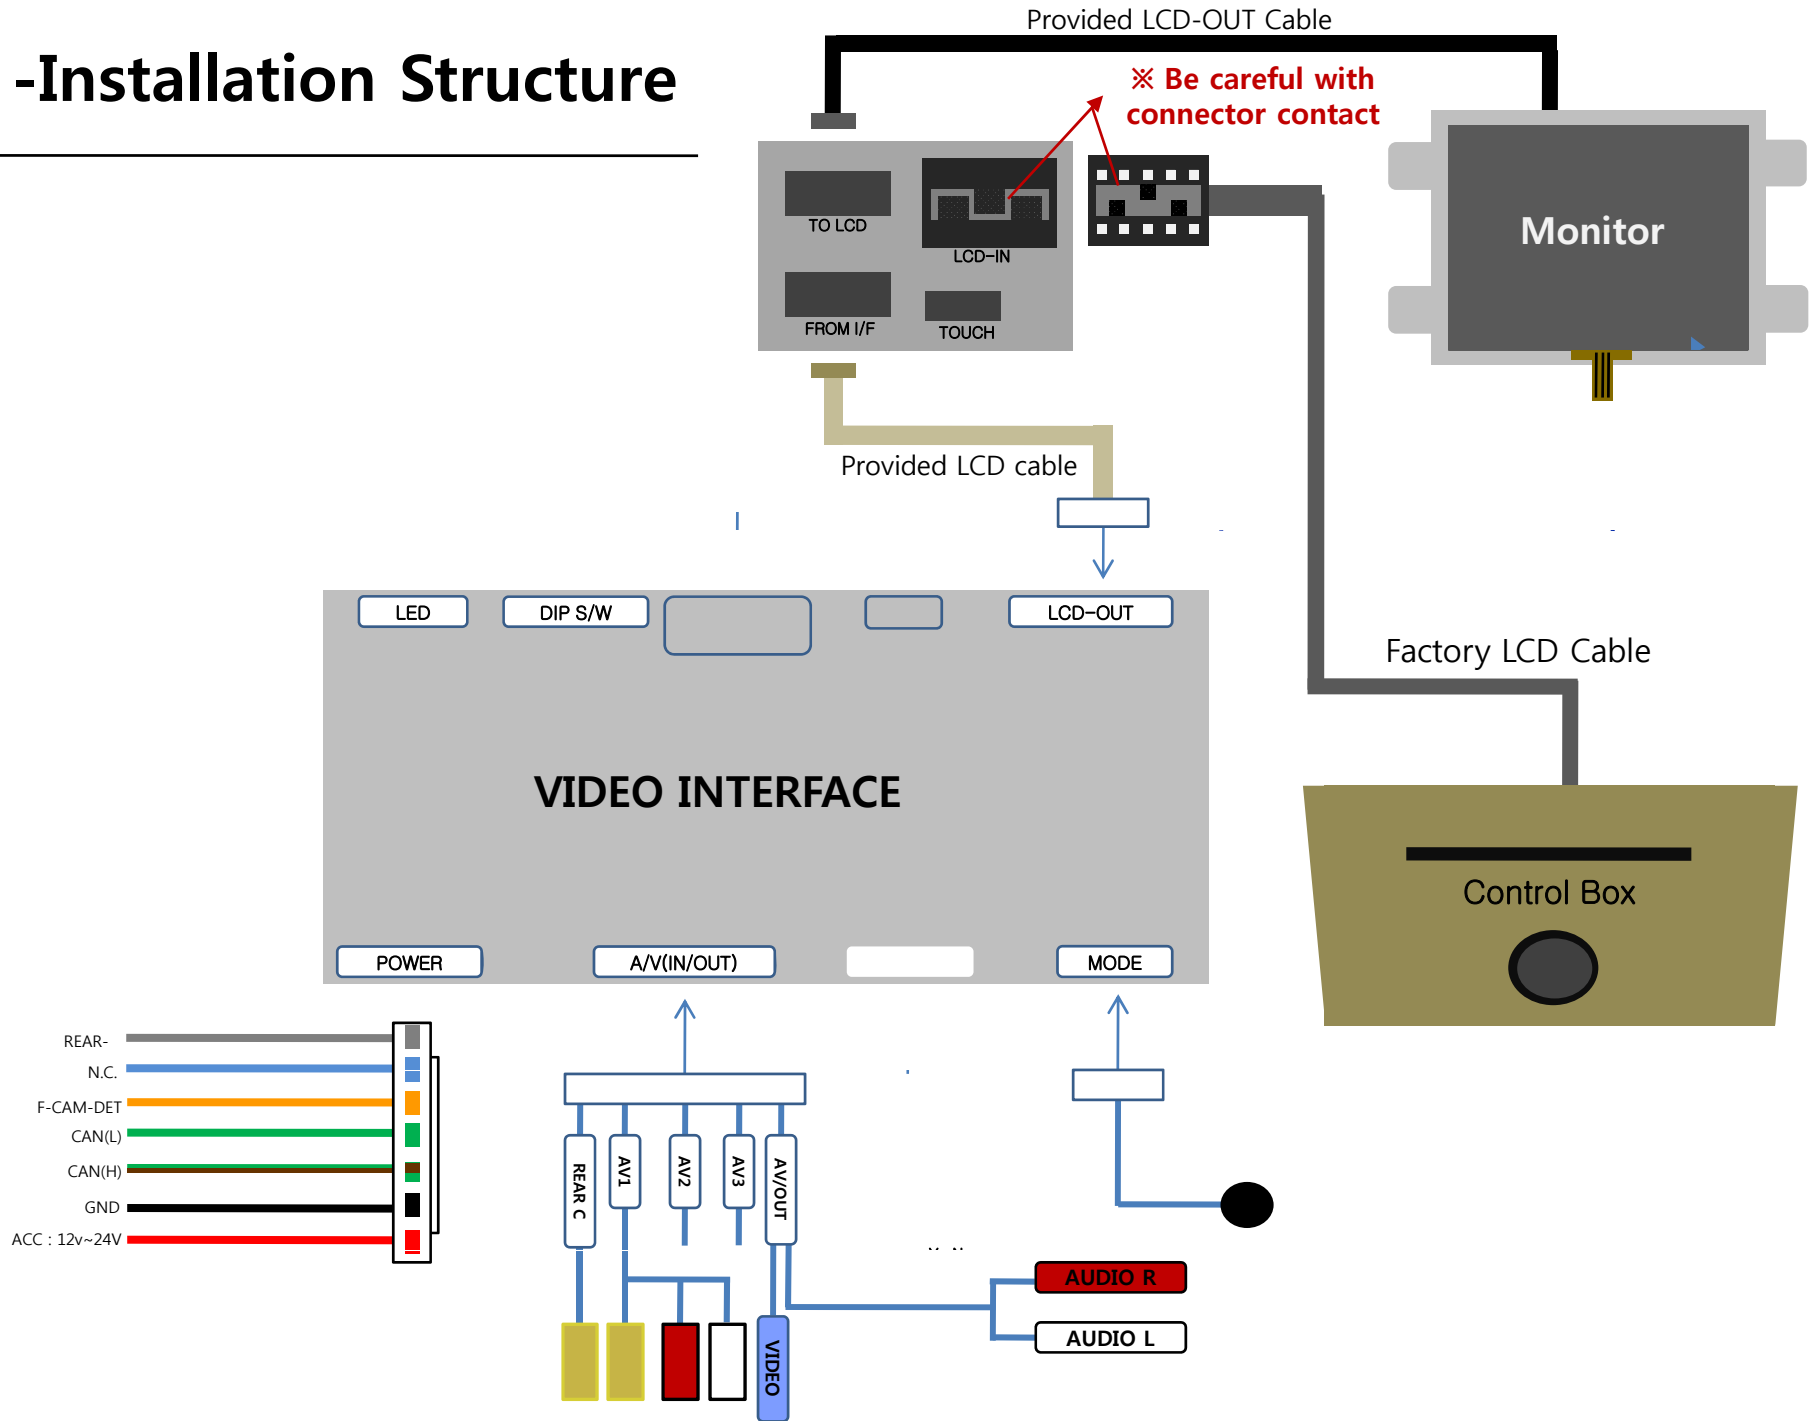 Provided LCD-OUT Cable
-Installation Structure
※ Be careful with
connector contact
TO LCD
LCD-IN
FROM I/F
TOUCH
Monitor
Provided LCD cable
LED
DIP S/W
LCD-OUT
Factory LCD Cable
VIDEO INTERFACE
Control Box
POWER
A/V(IN/OUT)
MODE
REAR-
N.C.
F-CAM-DET
CAN(L)
CAN(H)
GND
ACC : 12v~24V
REAR C
AV1
AV2
AV3
AV/OUT
AUDIO R
AUDIO L
VIDEO